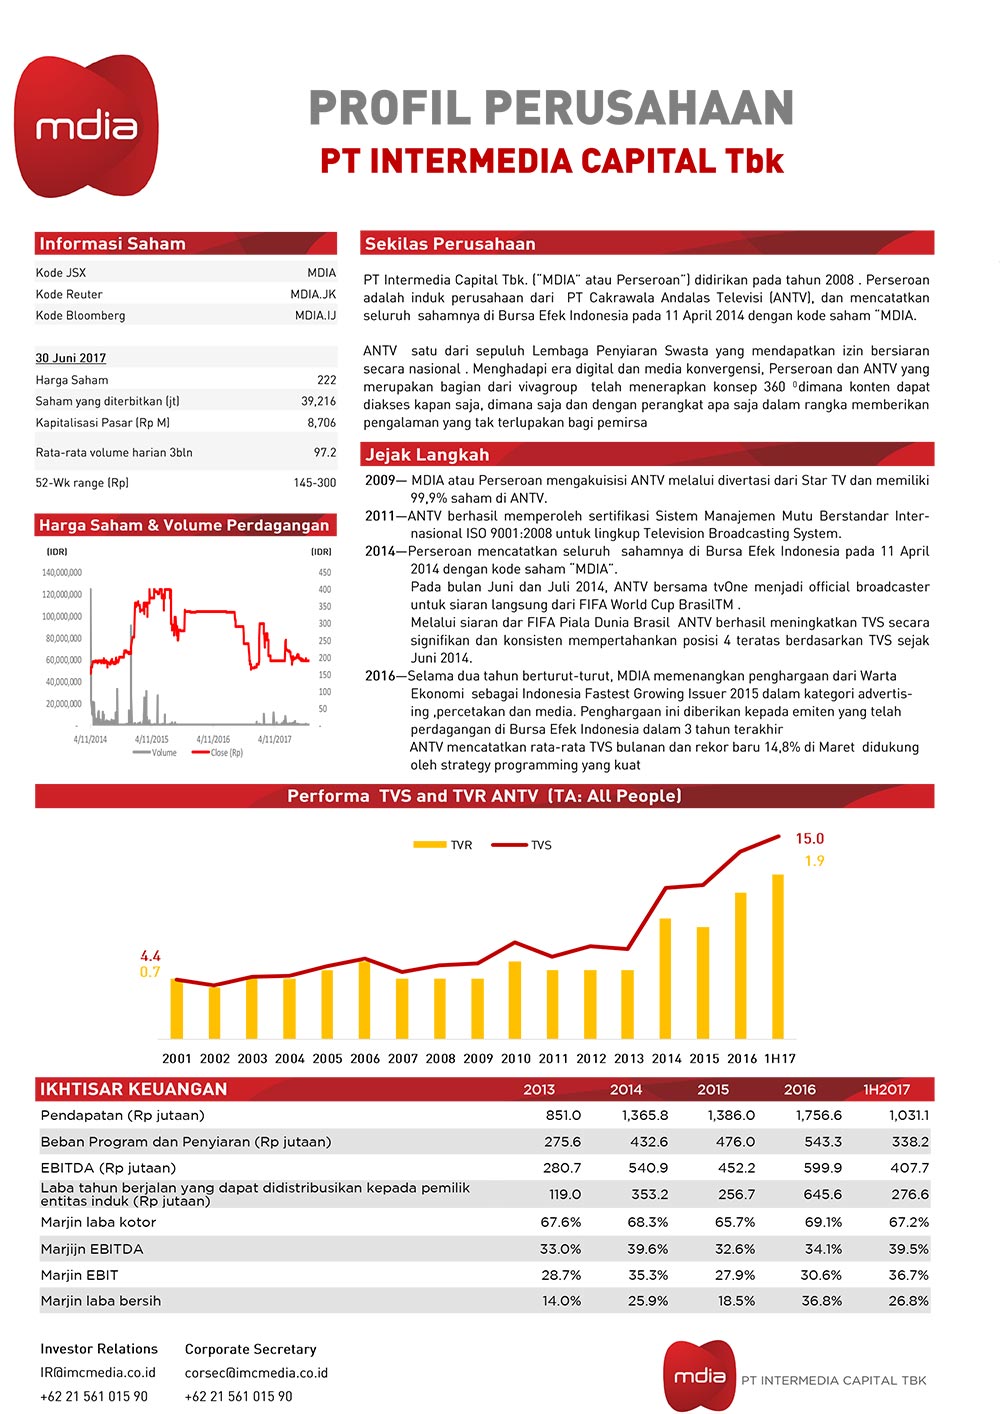 mdia
PROFIL PERUSAHAAN
PT INTERMEDIA CAPITAL Tbk
Informasi Saham
Kode JSX MDIA
Kode Reuter MDIA.JK
Kode Bloomberg MDIA.IJ
30 Juni 2017
Harga Saham 222
Saham yang diterbitkan (jt) 39,216
Kapitalisasi Pasar (Rp M) 8,706
Rata-rata volume harian 3bln 97.2
52-Wk range (Rp) 145-300
Harga Saham & Volume Perdagangan
(IDR) (IDR)
140,000,000 450
120,000,000 400
100,000,000 350
80,000,000 300
60,000,000 250
40,000,000 200
20,000,000 150
- 100
50
-
4/11/2014 4/11/2015 4/11/2016 4/11/2017
Volume Close (Rp)
Sekilas Perusahaan
PT Intermedia Capital Tbk. ("MDIA" atau Perseroan") didirikan pada tahun 2008 . Perseroan
adalah induk perusahaan dari PT Cakrawala Andalas Televisi (ANTV), dan mencatatkan
seluruh sahamnya di Bursa Efek Indonesia pada 11 April 2014 dengan kode saham "MDIA.
ANTV satu dari sepuluh Lembaga Penyiaran Swasta yang mendapatkan izin bersiaran
secara nasional . Menghadapi era digital dan media konvergensi, Perseroan dan ANTV yang
merupakan bagian dari vivagroup telah menerapkan konsep 360 ⁰dimana konten dapat
diakses kapan saja, dimana saja dan dengan perangkat apa saja dalam rangka memberikan
pengalaman yang tak terlupakan bagi pemirsa
Jejak Langkah
2009— MDIA atau Perseroan mengakuisisi ANTV melalui divertasi dari Star TV dan memiliki
99,9% saham di ANTV.
2011—ANTV berhasil memperoleh sertifikasi Sistem Manajemen Mutu Berstandar Inter-
nasional ISO 9001:2008 untuk lingkup Television Broadcasting System.
2014—Perseroan mencatatkan seluruh sahamnya di Bursa Efek Indonesia pada 11 April
2014 dengan kode saham "MDIA".
Pada bulan Juni dan Juli 2014, ANTV bersama tvOne menjadi official broadcaster
untuk siaran langsung dari FIFA World Cup BrasilTM .
Melalui siaran dar FIFA Piala Dunia Brasil ANTV berhasil meningkatkan TVS secara
signifikan dan konsisten mempertahankan posisi 4 teratas berdasarkan TVS sejak
Juni 2014.
2016—Selama dua tahun berturut-turut, MDIA memenangkan penghargaan dari Warta
Ekonomi sebagai Indonesia Fastest Growing Issuer 2015 dalam kategori advertis-
ing ,percetakan dan media. Penghargaan ini diberikan kepada emiten yang telah
perdagangan di Bursa Efek Indonesia dalam 3 tahun terakhir
ANTV mencatatkan rata-rata TVS bulanan dan rekor baru 14,8% di Maret didukung
oleh strategy programming yang kuat
Performa TVS and TVR ANTV (TA: All People)
TVR TVS
15.0
1.9
4.4
0.7
2001 2002 2003 2004 2005 2006 2007 2008 2009 2010 2011 2012 2013 2014 2015 2016 1H17
IKHTISAR KEUANGAN 2013 2014 2015 2016 1H2017
Pendapatan (Rp jutaan) 851.0 1,365.8 1,386.0 1,756.6 1,031.1
Beban Program dan Penyiaran (Rp jutaan) 275.6 432.6 476.0 543.3 338.2
EBITDA (Rp jutaan) 280.7 540.9 452.2 599.9 407.7
Laba tahun berjalan yang dapat didistribusikan kepada pemilik
entitas induk (Rp jutaan) 119.0 353.2 256.7 645.6 276.6
Marjin laba kotor 67.6% 68.3% 65.7% 69.1% 67.2%
Marjijn EBITDA 33.0% 39.6% 32.6% 34.1% 39.5%
Marjin EBIT 28.7% 35.3% 27.9% 30.6% 36.7%
Marjin laba bersih 14.0% 25.9% 18.5% 36.8% 26.8%
Investor Relations Corporate Secretary
IR@imcmedia.co.id corsec@imcmedia.co.id
+62 21 561 015 90 +62 21 561 015 90
mdia PT INTERMEDIA CAPITAL TBK